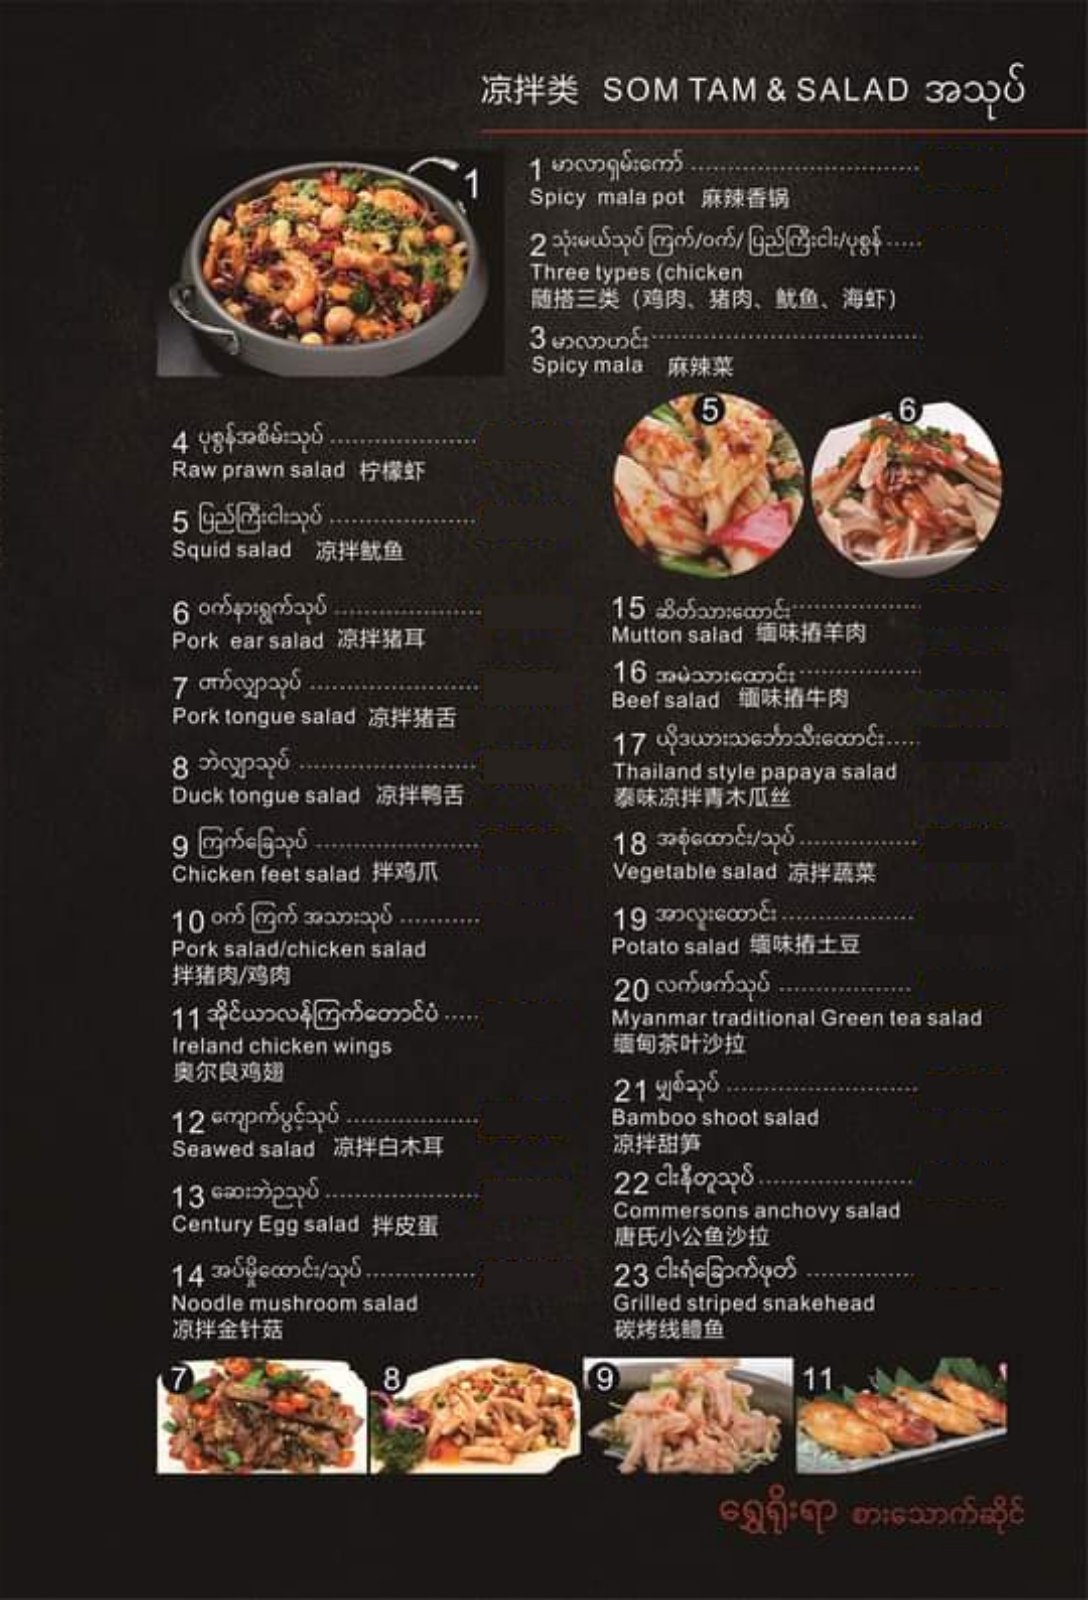 凉拌类 SOM TAM & SALAD အသုပ်
1
1 မာလာရှမ်းကော်
Spicy mala pot 麻辣香锅
2 သုံးမယ်သုပ် ကြက်/ဝက်/ ပြည်ကြီးငါး/ပုစွန်
Three types (chicken
随搭三类（鸡肉、猪肉、鱿鱼、海虾）
3 မာလာဟင်း
Spicy mala 麻辣菜
5
6
4 ပုစွန်အစိမ်းသုပ်
Raw prawn salad 柠檬虾
5 ပြည်ကြီးငါးသုပ်
Squid salad 凉拌鱿鱼
6 ဝက်နားရွက်သုပ်
Pork ear salad 凉拌猪耳
7 ဝက်လျှာသုပ်
Pork tongue salad 凉拌猪舌
8 ဘဲလျှာသုပ်
Duck tongue salad 凉拌鸭舌
9 ကြက်ခြေသုပ်
Chicken feet salad 拌鸡爪
10 ဝက် ကြက် အသားသုပ်
Pork salad/chicken salad
拌猪肉/鸡肉
11 အိုင်ယာလန်ကြက်တောင်ပံ
Ireland chicken wings
奥尔良鸡翅
12 ကျောက်ပွင့်သုပ်
Seawed salad 凉拌白木耳
13 ဆေးဘဲဥသုပ်
Century Egg salad 拌皮蛋
14 အပ်မှိုထောင်း/သုပ်
Noodle mushroom salad
凉拌金针菇
15 ဆိတ်သားထောင်း
Mutton salad 缅味摏羊肉
16 အမဲသားထောင်း
Beef salad 缅味摏牛肉
17 ယိုဒယားသင်္ဘောသီးထောင်း
Thailand style papaya salad
泰味凉拌青木瓜丝
18 အစုံထောင်း/သုပ်
Vegetable salad 凉拌蔬菜
19 အာလူးထောင်း
Potato salad 缅味摏土豆
20 လက်ဖက်သုပ်
Myanmar traditional Green tea salad
缅甸茶叶沙拉
21 မျှစ်သုပ်
Bamboo shoot salad
凉拌甜笋
22 ငါးနီတူသုပ်
Commersons anchovy salad
唐氏小公鱼沙拉
23 ငါးရံခြောက်ဖုတ်
Grilled striped snakehead
碳烤线鳢鱼
7
8
9
11
ရွှေရိုးရာ စားသောက်ဆိုင်